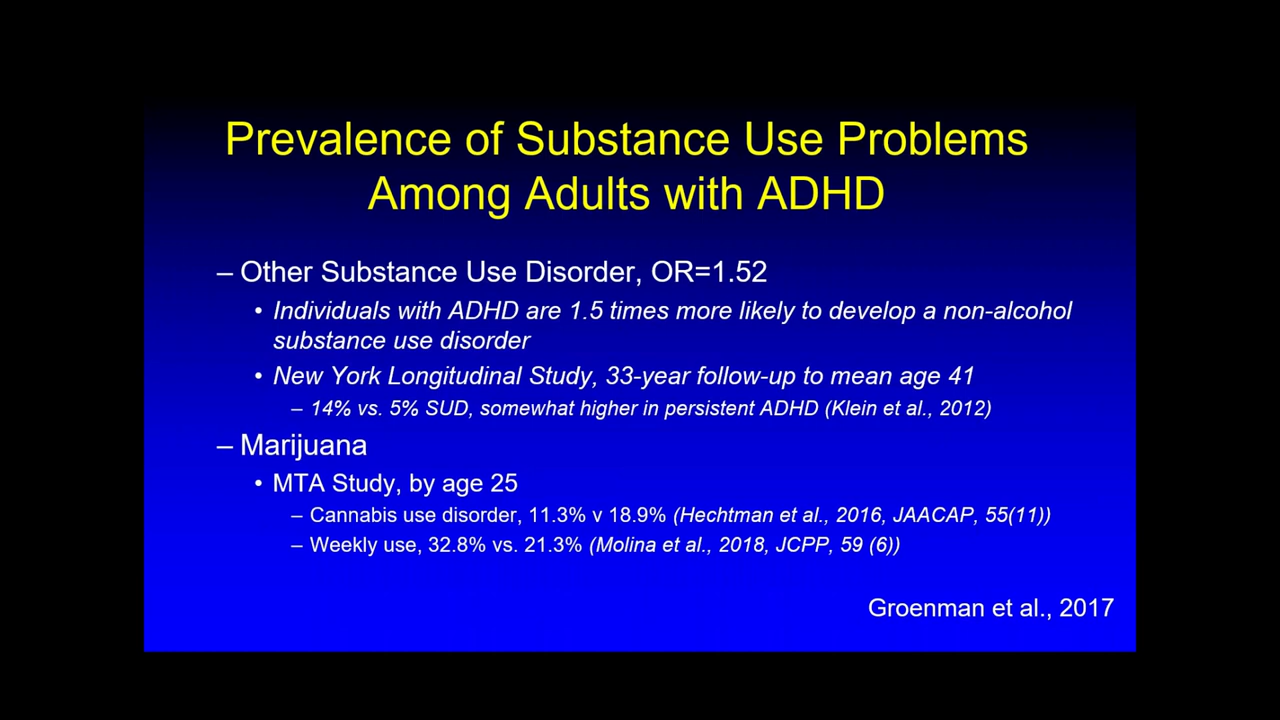 Prevalence of Substance Use Problems
Among Adults with ADHD
– Other Substance Use Disorder, OR=1.52
• Individuals with ADHD are 1.5 times more likely to develop a non-alcohol
substance use disorder
• New York Longitudinal Study, 33-year follow-up to mean age 41
– 14% vs. 5% SUD, somewhat higher in persistent ADHD (Klein et al., 2012)
– Marijuana
• MTA Study, by age 25
– Cannabis use disorder, 11.3% v 18.9% (Hechtman et al., 2016, JAACAP, 55(11))
– Weekly use, 32.8% vs. 21.3% (Molina et al., 2018, JCPP, 59 (6))
Groenman et al., 2017